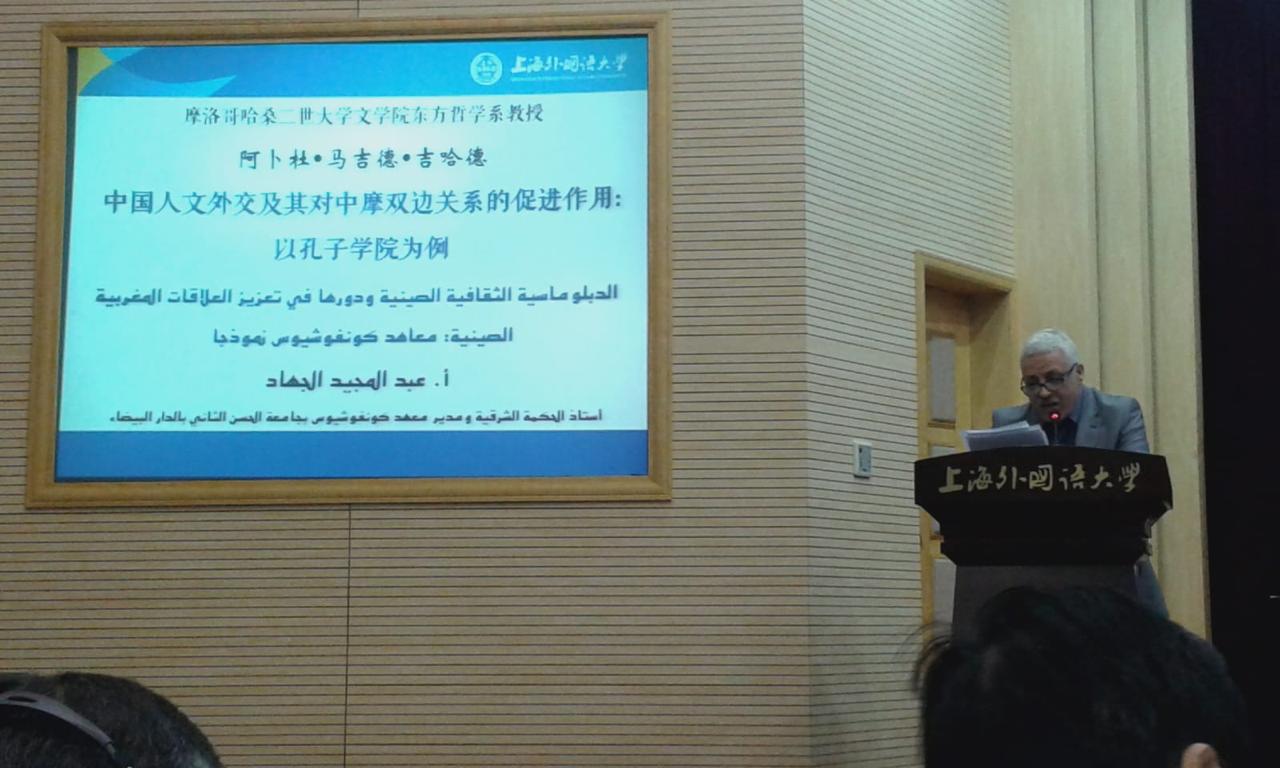 上海外国语大学
摩洛哥哈桑二世大学文学院东方哲学系教授
阿卜杜•马吉德•吉哈德
中国人文外交及其对中摩双边关系的促进作用:
以孔子学院为例
الدبلوماسية الثقافية الصينية ودورها في تعزيز العلاقات المغربية
الصينية: معاهد كونفوشيوس نموذجا
أ. عبد المجيد الجهاد
أستاذ الحكمة الشرقية ومدير معهد كونفوشيوس بجامعة الحسن الثاني بالدار البيضاء
上海外国语大学